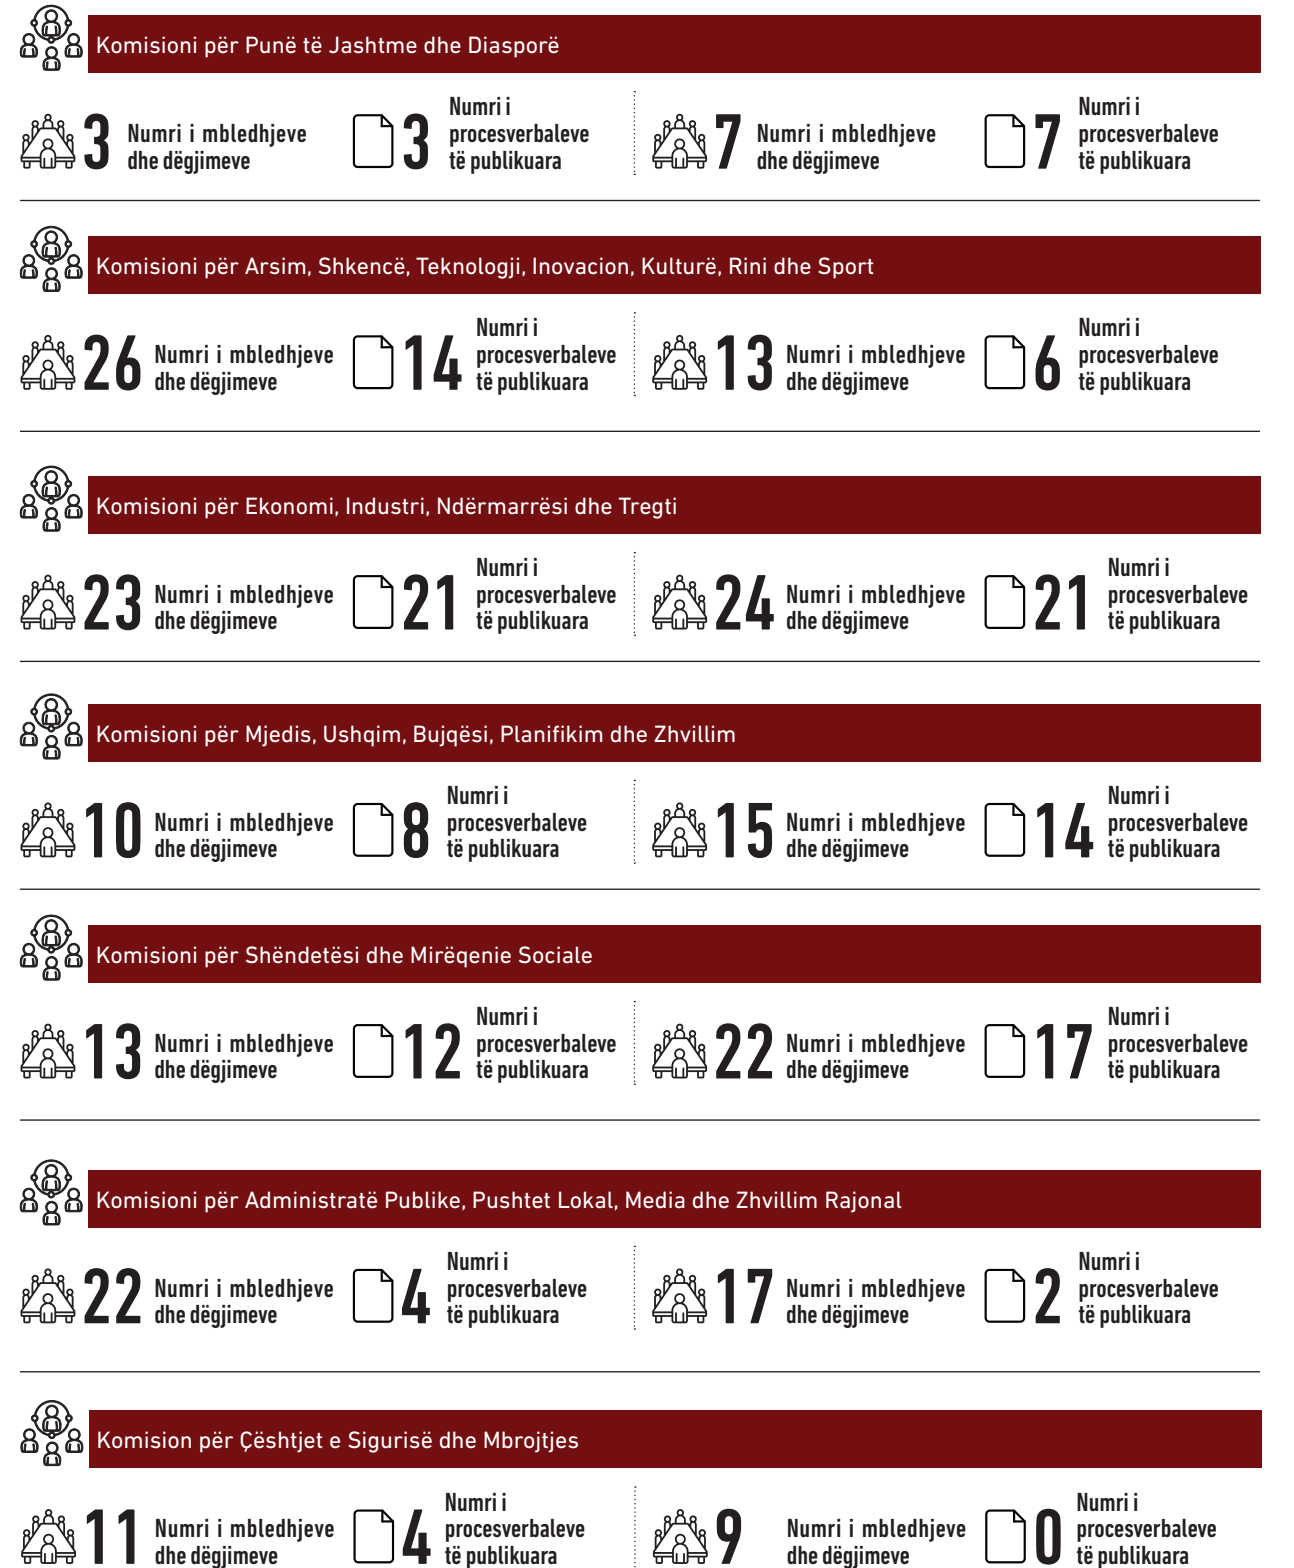 Komisioni për Punë të Jashtme dhe Diasporë
3 Numri i mbledhjeve
dhe dëgjimeve
3 Numri i
procesverbaleve
të publikuara
7 Numri i mbledhjeve
dhe dëgjimeve
7 Numri i
procesverbaleve
të publikuara
Komisioni për Arsim, Shkencë, Teknologji, Inovacion, Kulturë, Rini dhe Sport
26 Numri i mbledhjeve
dhe dëgjimeve
14 Numri i
procesverbaleve
të publikuara
13 Numri i mbledhjeve
dhe dëgjimeve
6 Numri i
procesverbaleve
të publikuara
Komisioni për Ekonomi, Industri, Ndërmarrësi dhe Tregti
23 Numri i mbledhjeve
dhe dëgjimeve
21 Numri i
procesverbaleve
të publikuara
24 Numri i mbledhjeve
dhe dëgjimeve
21 Numri i
procesverbaleve
të publikuara
Komisioni për Mjedis, Ushqim, Bujqësi, Planifikim dhe Zhvillim
10 Numri i mbledhjeve
dhe dëgjimeve
8 Numri i
procesverbaleve
të publikuara
15 Numri i mbledhjeve
dhe dëgjimeve
14 Numri i
procesverbaleve
të publikuara
Komisioni për Shëndetësi dhe Mirëqenie Sociale
13 Numri i mbledhjeve
dhe dëgjimeve
12 Numri i
procesverbaleve
të publikuara
22 Numri i mbledhjeve
dhe dëgjimeve
17 Numri i
procesverbaleve
të publikuara
Komisioni për Administratë Publike, Pushtet Lokal, Media dhe Zhvillim Rajonal
22 Numri i mbledhjeve
dhe dëgjimeve
4 Numri i
procesverbaleve
të publikuara
17 Numri i mbledhjeve
dhe dëgjimeve
2 Numri i
procesverbaleve
të publikuara
Komision për Çështjet e Sigurisë dhe Mbrojtjes
11 Numri i mbledhjeve
dhe dëgjimeve
4 Numri i
procesverbaleve
të publikuara
9 Numri i mbledhjeve
dhe dëgjimeve
0 Numri i
procesverbaleve
të publikuara